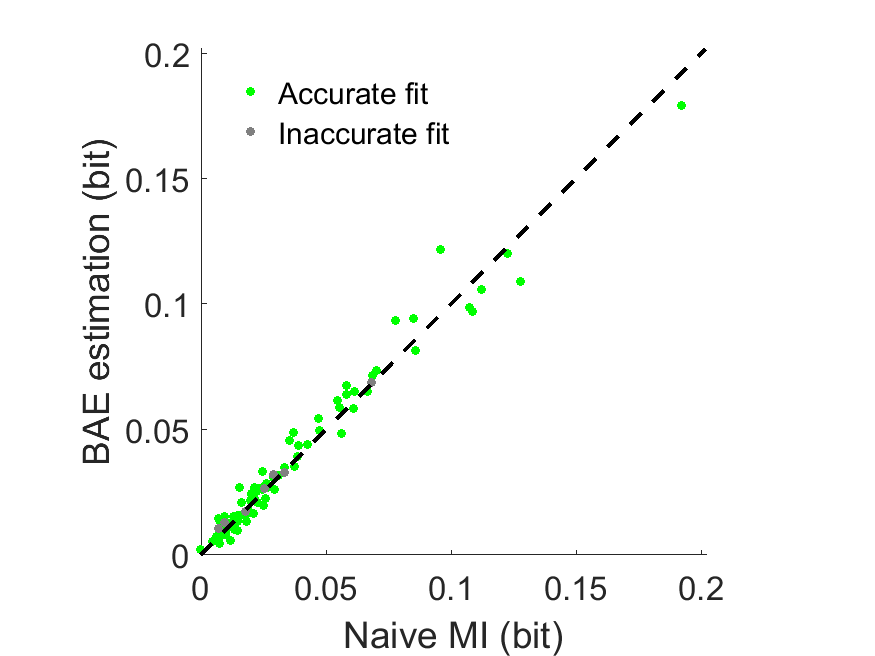 0.2
Accurate fit
Inaccurate fit
0.15
BAE estimation (bit)
0.1
0.05
0
0 0.05 0.1 0.15 0.2
Naive MI (bit)